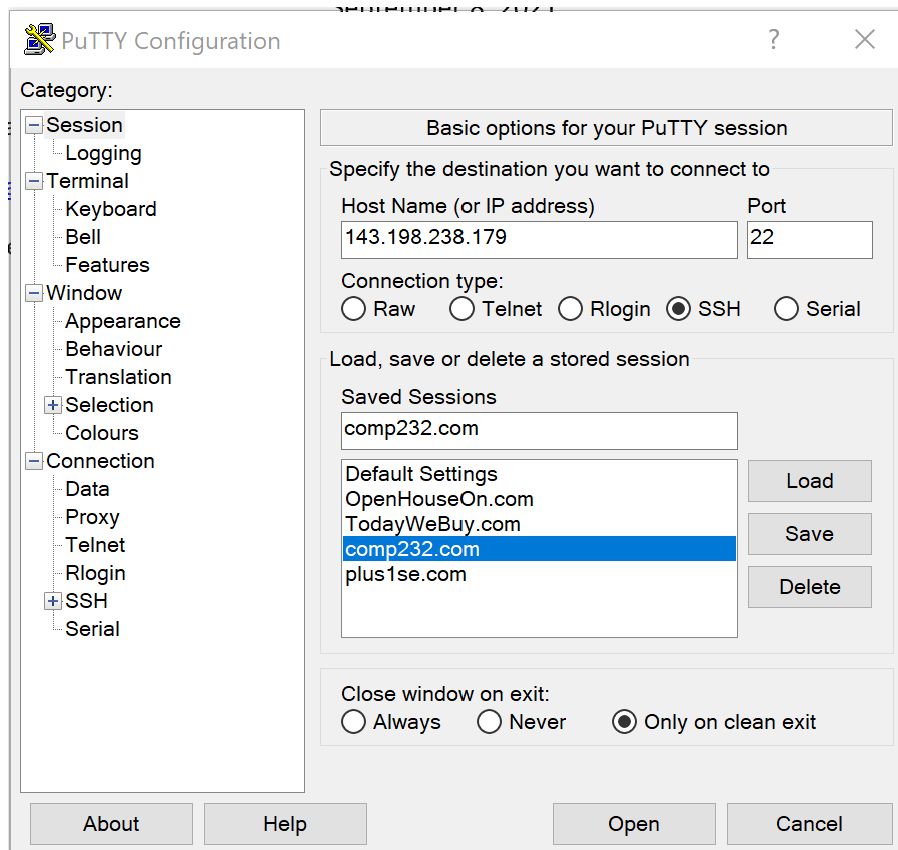 September 8, 2021
PuTTY Configuration
?
Category:
Session
Logging
Terminal
Keyboard
Bell
Features
Window
Appearance
Behaviour
Translation
Selection
Colours
Connection
Data
Proxy
Telnet
Rlogin
SSH
Serial
Basic options for your PuTTY session
Specify the destination you want to connect to
Host Name (or IP address) Port
143.198.238.179 22
Connection type:
Raw Telnet Rlogin SSH Serial
Load, save or delete a stored session
Saved Sessions
comp232.com
Default Settings
OpenHouseOn.com
TodayWeBuy.com
comp232.com
plus1se.com
Load
Save
Delete
Close window on exit:
Always Never Only on clean exit
About Help Open Cancel